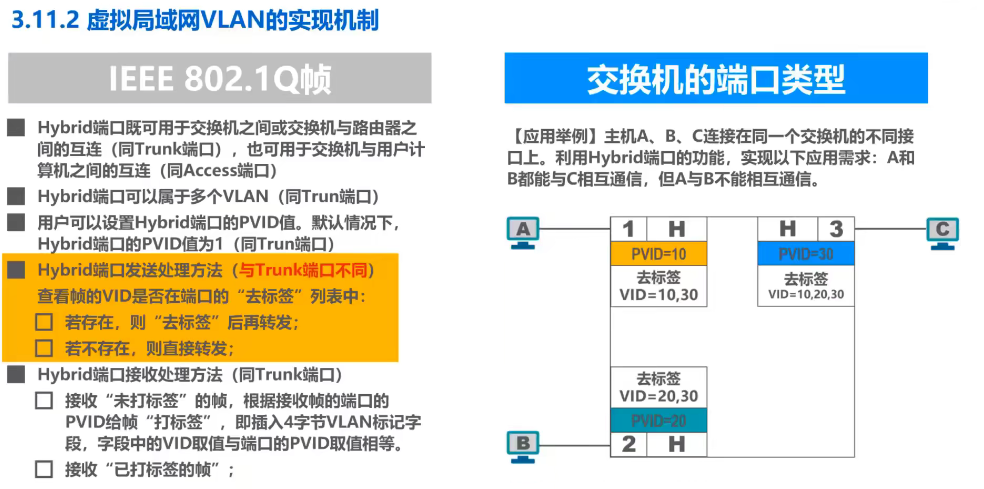 3.11.2 虚拟局域网VLAN的实现机制
IEEE 802.1Q帧
Hybrid端口既可用于交换机之间或交换机与路由器之
间的互连（同Trunk端口），也可用于交换机与用户计
算机之间的互连（同Access端口）
Hybrid端口可以属于多个VLAN（同Trun端口）
用户可以设置Hybrid端口的PVID值。默认情况下，
Hybrid端口的PVID值为1（同Trun端口）
Hybrid端口发送处理方法（与Trunk端口不同）
查看帧的VID是否在端口的“去标签”列表中：
若存在，则“去标签”后再转发；
若不存在，则直接转发；
Hybrid端口接收处理方法（同Trunk端口）
接收“未打标签”的帧，根据接收帧的端口的
PVID给帧“打标签”，即插入4字节VLAN标记字
段，字段中的VID取值与端口的PVID取值相等。
接收“已打标签的帧”；
交换机的端口类型
【应用举例】主机A、B、C连接在同一个交换机的不同接
口上。利用Hybrid端口的功能，实现以下应用需求：A和
B都能与C相互通信，但A与B不能相互通信。
A
1 H
PVID=10
去标签
VID=10,30
H 3
PVID=30
去标签
VID=10,20,30
C
去标签
VID=20,30
PVID=20
2 H
B